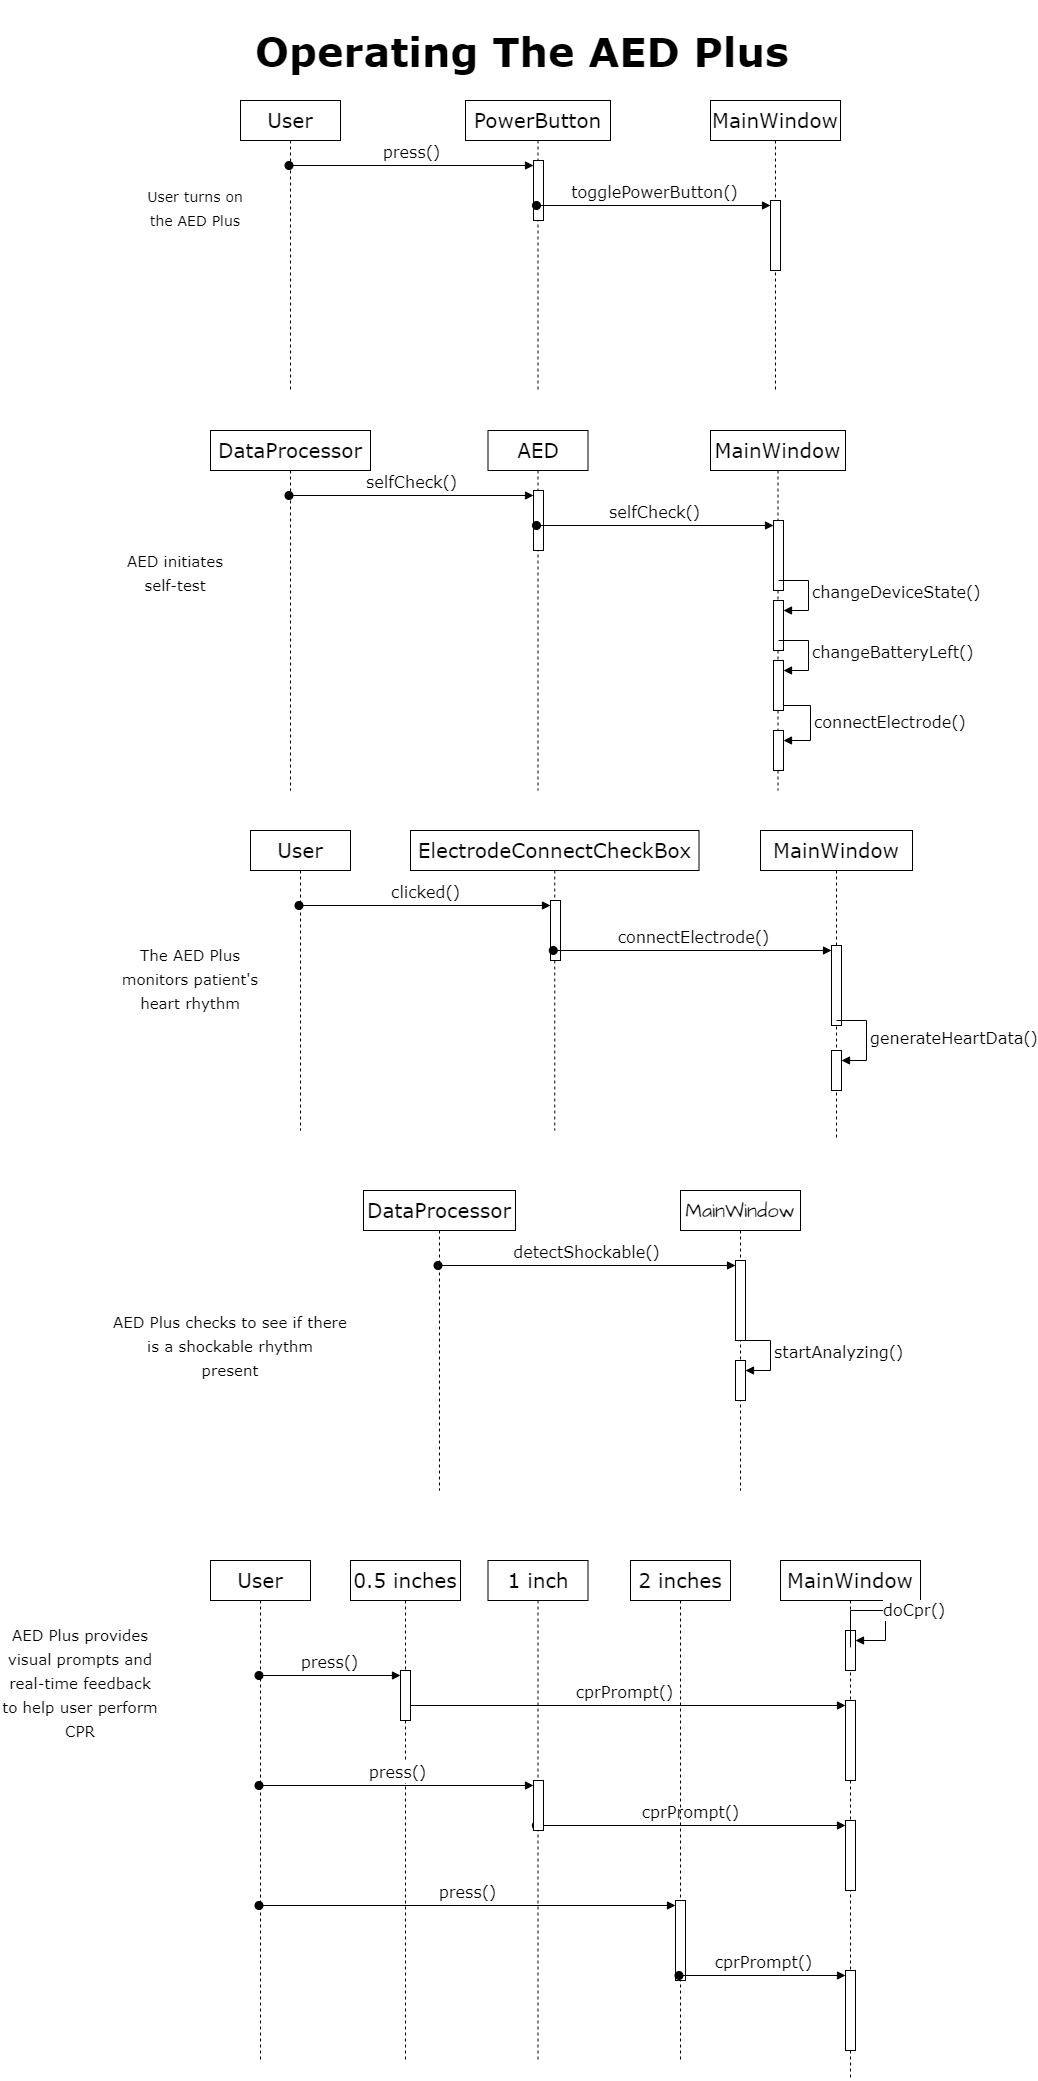 Operating The AED Plus
User
PowerButton
MainWindow
press()
togglePowerButton()
User turns on
the AED Plus
DataProcessor
AED
MainWindow
selfCheck()
selfCheck()
AED initiates
self-test
changeDeviceState()
changeBatteryLeft()
connectElectrode()
User
ElectrodeConnectCheckBox
MainWindow
clicked()
connectElectrode()
The AED Plus
monitors patient's
heart rhythm
generateHeartData()
DataProcessor
MainWindow
detectShockable()
AED Plus checks to see if there
is a shockable rhythm
present
startAnalyzing()
User
0.5 inches
1 inch
2 inches
MainWindow
doCpr()
AED Plus provides
visual prompts and
real-time feedback
to help user perform
CPR
press()
cprPrompt()
press()
cprPrompt()
press()
cprPrompt()